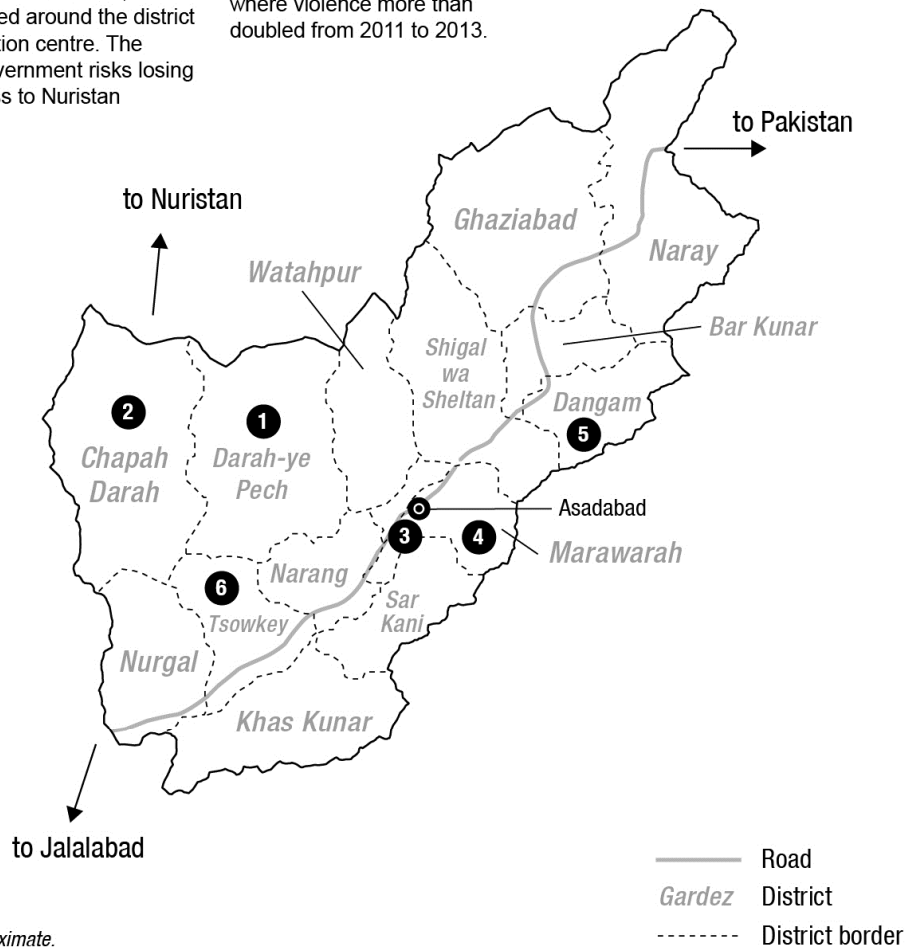 ed around the district
tion centre. The
vernment risks losing
s to Nuristan
where violence more than
doubled from 2011 to 2013.
to Pakistan
to Nuristan
Ghaziabad
Naray
Watahpur
Bar Kunar
Shigal
wa
Sheltan
Dangam
2
1
5
Chapah
Darah
Darah-ye
Pech
Asadabad
3
4
Marawarah
Narang
6
Sar
Kani
Tsowkey
Nurgal
Khas Kunar
to Jalalabad
Road
Gardez District
District border
ximate.